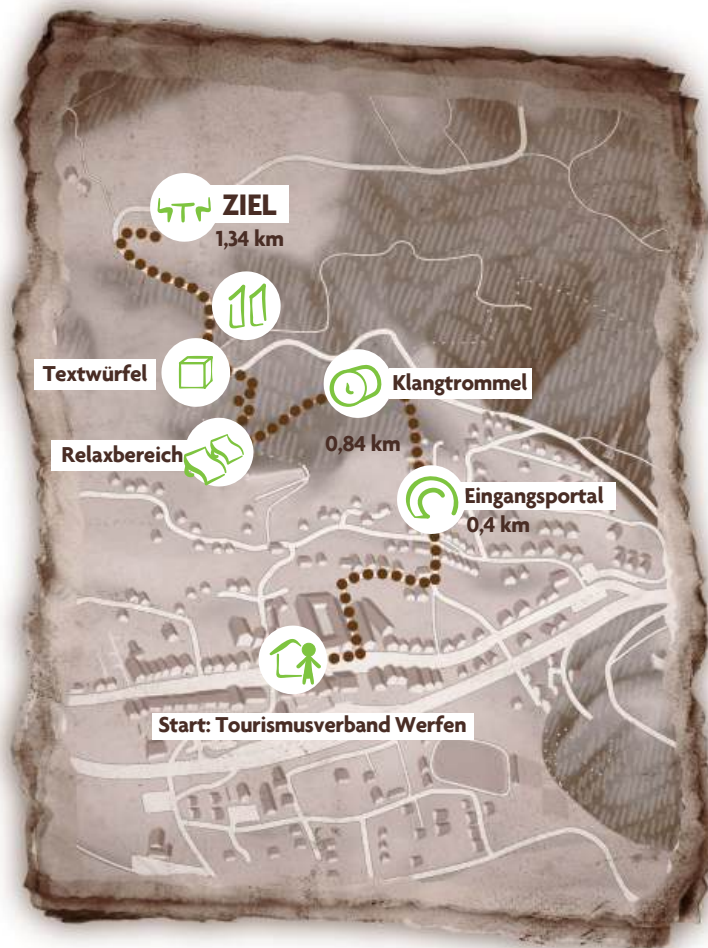 ZIEL
1,34 km
Textwürfel
Klangtrommel
Relaxbereich
0,84 km
Eingangsportal
0,4 km
Start: Tourismusverband Werfen